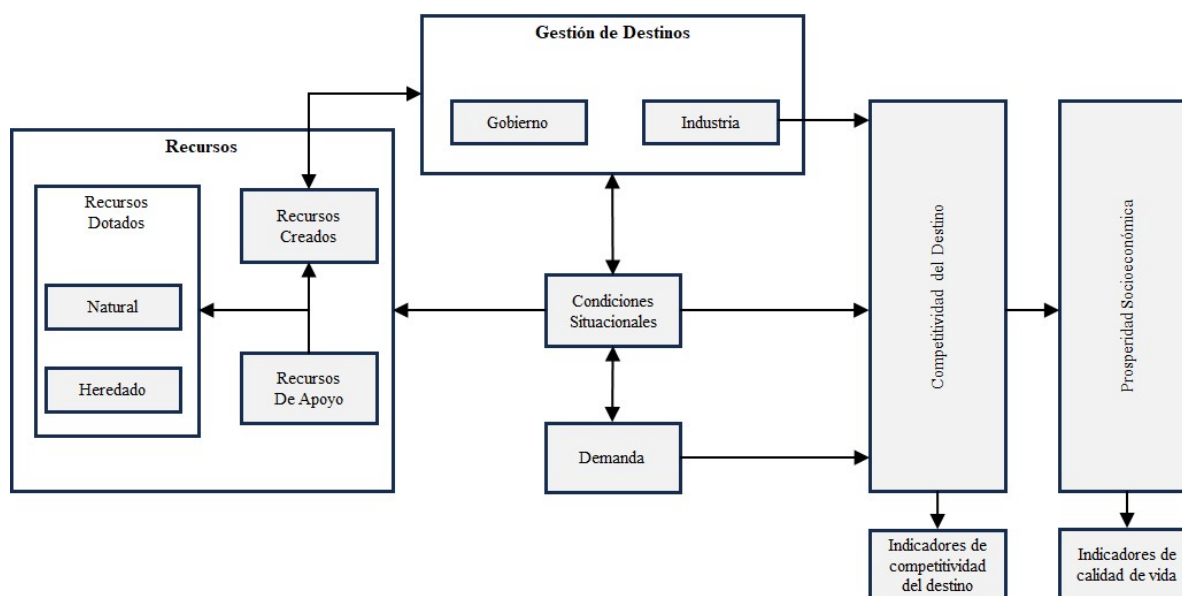 Gestión de Destinos
Gobierno
Industria
Recursos
Recursos
Dotados
Natural
Heredado
Recursos
Creados
Recursos
De Apoyo
Condiciones
Situacionales
Demanda
Competitividad del Destino
Prosperidad Socioeconómica
Indicadores de
competitividad
del destino
Indicadores de
calidad de vida